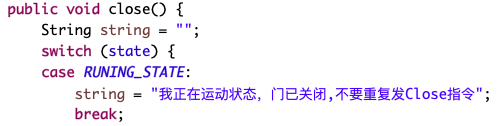 public void close() {
    String string = "";
    switch (state) {
    case RUNING_STATE:
        string = "我正在运动状态，门已关闭,不要重复发Close指令";
        break;